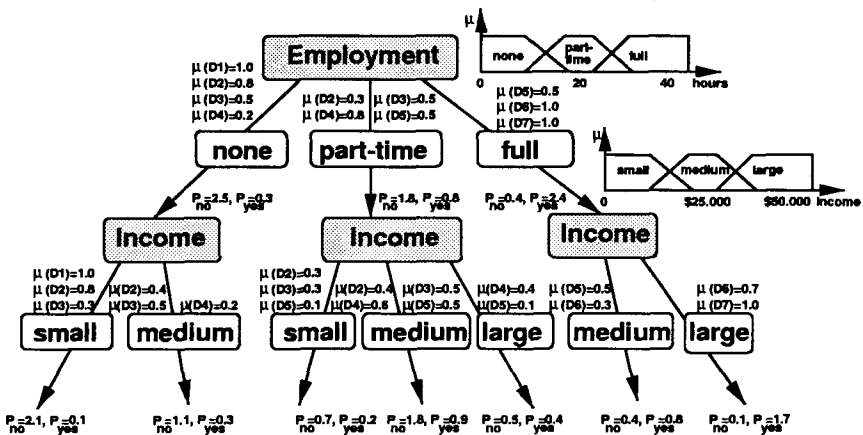 Employment
μ (D1)=1.0
μ (D2)=0.8
μ (D3)=0.5
μ (D4)=0.2
μ (D2)=0.3
μ (D4)=0.8
μ (D3)=0.5
μ (D5)=0.5
μ (D5)=0.5
μ (D6)=1.0
μ (D7)=1.0
μ
none
part-time
full
0
20
40
hours
none
part-time
full
μ
small
medium
large
0
$25.000
$50.000
Income
P no=2.5, P yes=0.3
P no=1.8, P yes=0.8
P no=0.4, P yes=2.4
Income
Income
Income
μ (D1)=1.0
μ (D2)=0.8
μ (D3)=0.3
μ(D2)=0.4
μ(D3)=0.5
μ(D4)=0.2
μ (D2)=0.3
μ (D3)=0.3
μ (D5)=0.1
μ(D2)=0.4
μ(D4)=0.6
μ(D3)=0.5
μ(D5)=0.5
μ(D4)=0.4
μ(D5)=0.1
μ (D5)=0.5
μ (D6)=0.3
μ (D6)=0.7
μ (D7)=1.0
small
medium
small
medium
large
medium
large
P no=2.1, P yes=0.1
P no=1.1, P yes=0.3
P no=0.7, P yes=0.2
P no=1.8, P yes=0.9
P no=0.5, P yes=0.4
P no=0.4, P yes=0.8
P no=0.1, P yes=1.7